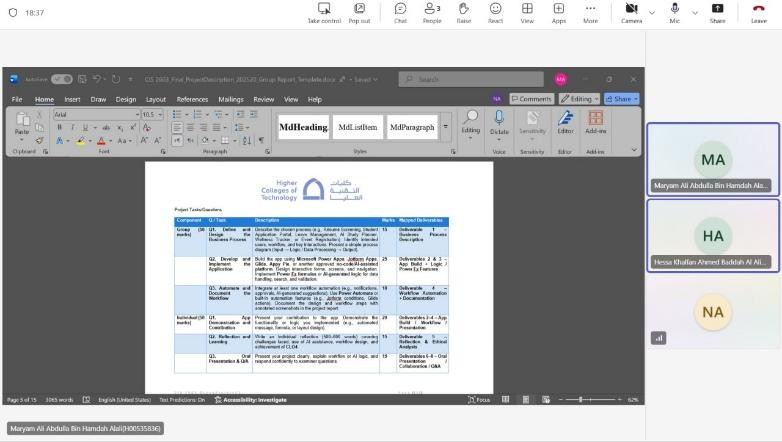 18:37
Take control Pop out Chat People 3 Raise React View Apps More Camera Mic Share Leave
AutoSave CIS 2003_Final_ProjectDescription_202520_Group Report_Template.docx • Saved
Search
MA
File Home Insert Draw Design Layout References Mailings Review View Help
NA Comments Editing Share
Paste
Arial 10.5
MdHeading MdListItem MdParagraph
Editing Dictate Sensitivity Editor Add-ins
Clipboard Font Paragraph Styles Voice Sensitivity Editor Add-ins
Higher Colleges of Technology
كليات التقنية العليا
Project Tasks/Questions
Component Q / Task Description Marks Mapped Deliverables
Group (50 marks) Q1. Define and Design the Business Process
Describe the chosen process (e.g., Resume Screening, Student Application Portal, Leave Management, AI Study Planner, Wellness Tracker, or Event Registration). Identify intended users, workflow, and key interactions. Present a simple process diagram (Input → Logic / Data Processing → Output).
15 Deliverable 1 – Business Process Description
Q2. Develop and Implement the Application
Build the app using Microsoft Power Apps, Jotform Apps, Glide, Appy Pie, or another approved no-code/AI-assisted platform. Design interactive forms, screens, and navigation. Implement Power Fx formulas or AI-generated logic for data handling, search, and validation.
25 Deliverables 2 & 3 – App Build + Logic / Power Fx Features
Q3. Automate and Document the Workflow
Integrate at least one workflow automation (e.g., notifications, approvals, AI-generated suggestions). Use Power Automate or built-in automation features (e.g., Jotform conditions, Glide actions). Document the design and workflow steps with annotated screenshots in the project report.
10 Deliverable 4 – Workflow Automation + Documentation
Individual (50 marks) Q1. App Demonstration and Contribution
Present your contribution to the app. Demonstrate the functionality or logic you implemented (e.g., automated message, formula, or layout design).
20 Deliverables 2–4 – App Build / Workflow / Presentation
Q2. Reflection and Learning
Write an individual reflection (500–600 words) covering challenges faced, use of AI assistance, workflow design, and achievement of CLO4.
15 Deliverable 5 – Reflection & Ethical Analysis
Q3. Oral Presentation & Q/A
Present your project clearly, explain workflow or AI logic, and respond confidently to examiner questions.
15 Deliverables 6–8 – Oral Presentation / Collaboration / Q&A
Page 5 of 15 3065 words English (United States) Text Predictions: On Accessibility: Investigate Focus 62%
MA
Maryam Ali Abdulla Bin Hamdah Ala...
HA
Hessa Khalfan Ahmed Baddah Al Ali...
NA
Maryam Ali Abdulla Bin Hamdah Alali(H00535836)